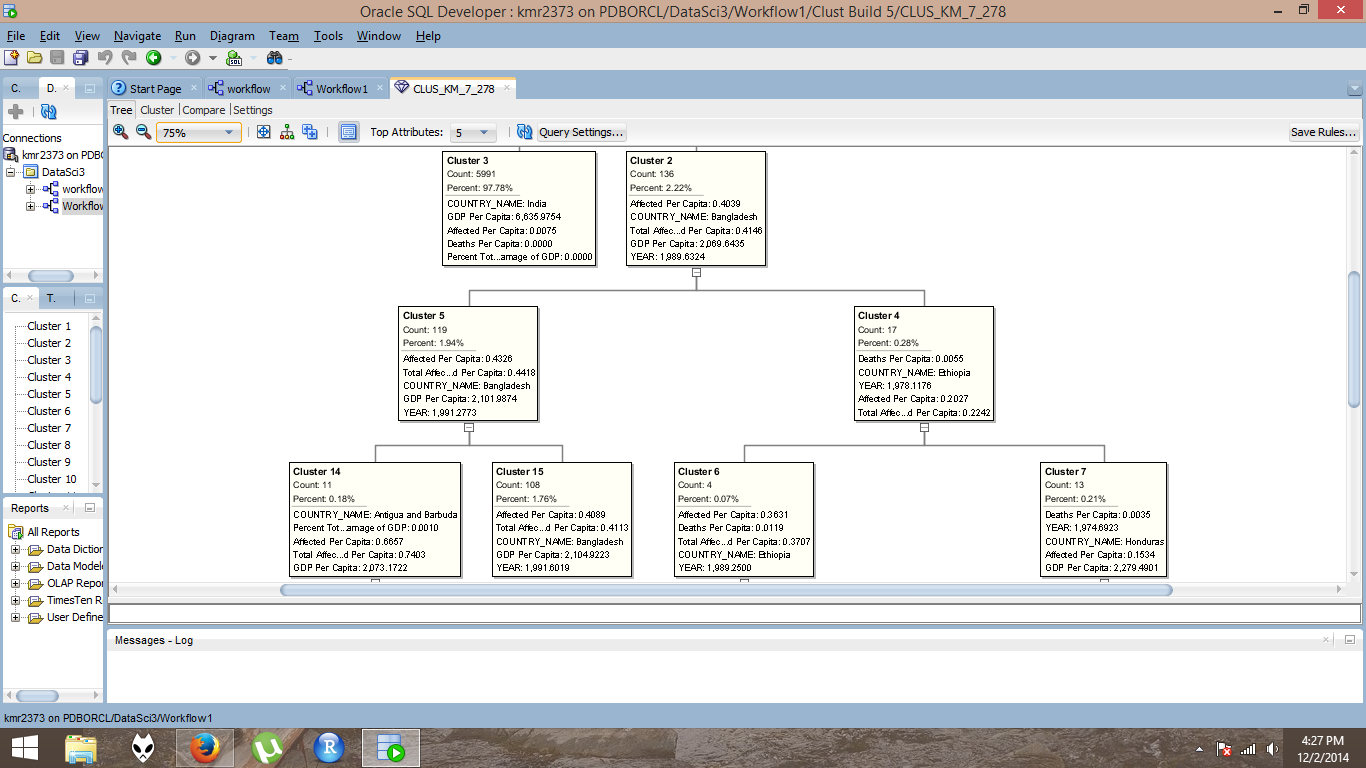 Oracle SQL Developer : kmr2373 on PDBORCL/DataSci3/Workflow1/Clust Build 5/CLUS_KM_7_278
File Edit View Navigate Run Diagram Team Tools Window Help
C. D. Start Page workflow Workflow1 CLUS_KM_7_278
Tree Cluster Compare Settings
75% Top Attributes: 5 Query Settings... Save Rules...
Connections
kmr2373 on PDBO
DataSci3
workflow
Workflow
C. T.
Cluster 1
Cluster 2
Cluster 3
Cluster 4
Cluster 5
Cluster 6
Cluster 7
Cluster 8
Cluster 9
Cluster 10
Reports
All Reports
Data Diction
Data Modele
OLAP Repor
TimesTen R
User Define
Cluster 3
Count: 5991
Percent: 97.78%
COUNTRY_NAME: India
GDP Per Capita: 6,635.9754
Affected Per Capita: 0.0075
Deaths Per Capita: 0.0000
Percent Tot...amage of GDP: 0.0000
Cluster 2
Count: 136
Percent: 2.22%
Affected Per Capita: 0.4039
COUNTRY_NAME: Bangladesh
Total Affec...d Per Capita: 0.4146
GDP Per Capita: 2,069.6435
YEAR: 1,989.6324
Cluster 5
Count: 119
Percent: 1.94%
Affected Per Capita: 0.4326
Total Affec...d Per Capita: 0.4418
COUNTRY_NAME: Bangladesh
GDP Per Capita: 2,101.9874
YEAR: 1,991.2773
Cluster 4
Count: 17
Percent: 0.28%
Deaths Per Capita: 0.0055
COUNTRY_NAME: Ethiopia
YEAR: 1,978.1176
Affected Per Capita: 0.2027
Total Affec...d Per Capita: 0.2242
Cluster 14
Count: 11
Percent: 0.18%
COUNTRY_NAME: Antigua and Barbuda
Percent Tot...amage of GDP: 0.0010
Affected Per Capita: 0.6657
Total Affec...d Per Capita: 0.7403
GDP Per Capita: 2,073.1722
Cluster 15
Count: 108
Percent: 1.76%
Affected Per Capita: 0.4089
Total Affec...d Per Capita: 0.4113
COUNTRY_NAME: Bangladesh
GDP Per Capita: 2,104.9223
YEAR: 1,991.6019
Cluster 6
Count: 4
Percent: 0.07%
Affected Per Capita: 0.3631
Deaths Per Capita: 0.0119
Total Affec...d Per Capita: 0.3707
COUNTRY_NAME: Ethiopia
YEAR: 1,989.2500
Cluster 7
Count: 13
Percent: 0.21%
Deaths Per Capita: 0.0035
YEAR: 1,974.6923
COUNTRY_NAME: Honduras
Affected Per Capita: 0.1534
GDP Per Capita: 2,279.4901
Messages - Log
kmr2373 on PDBORCL/DataSci3/Workflow1
4:27 PM
12/2/2014